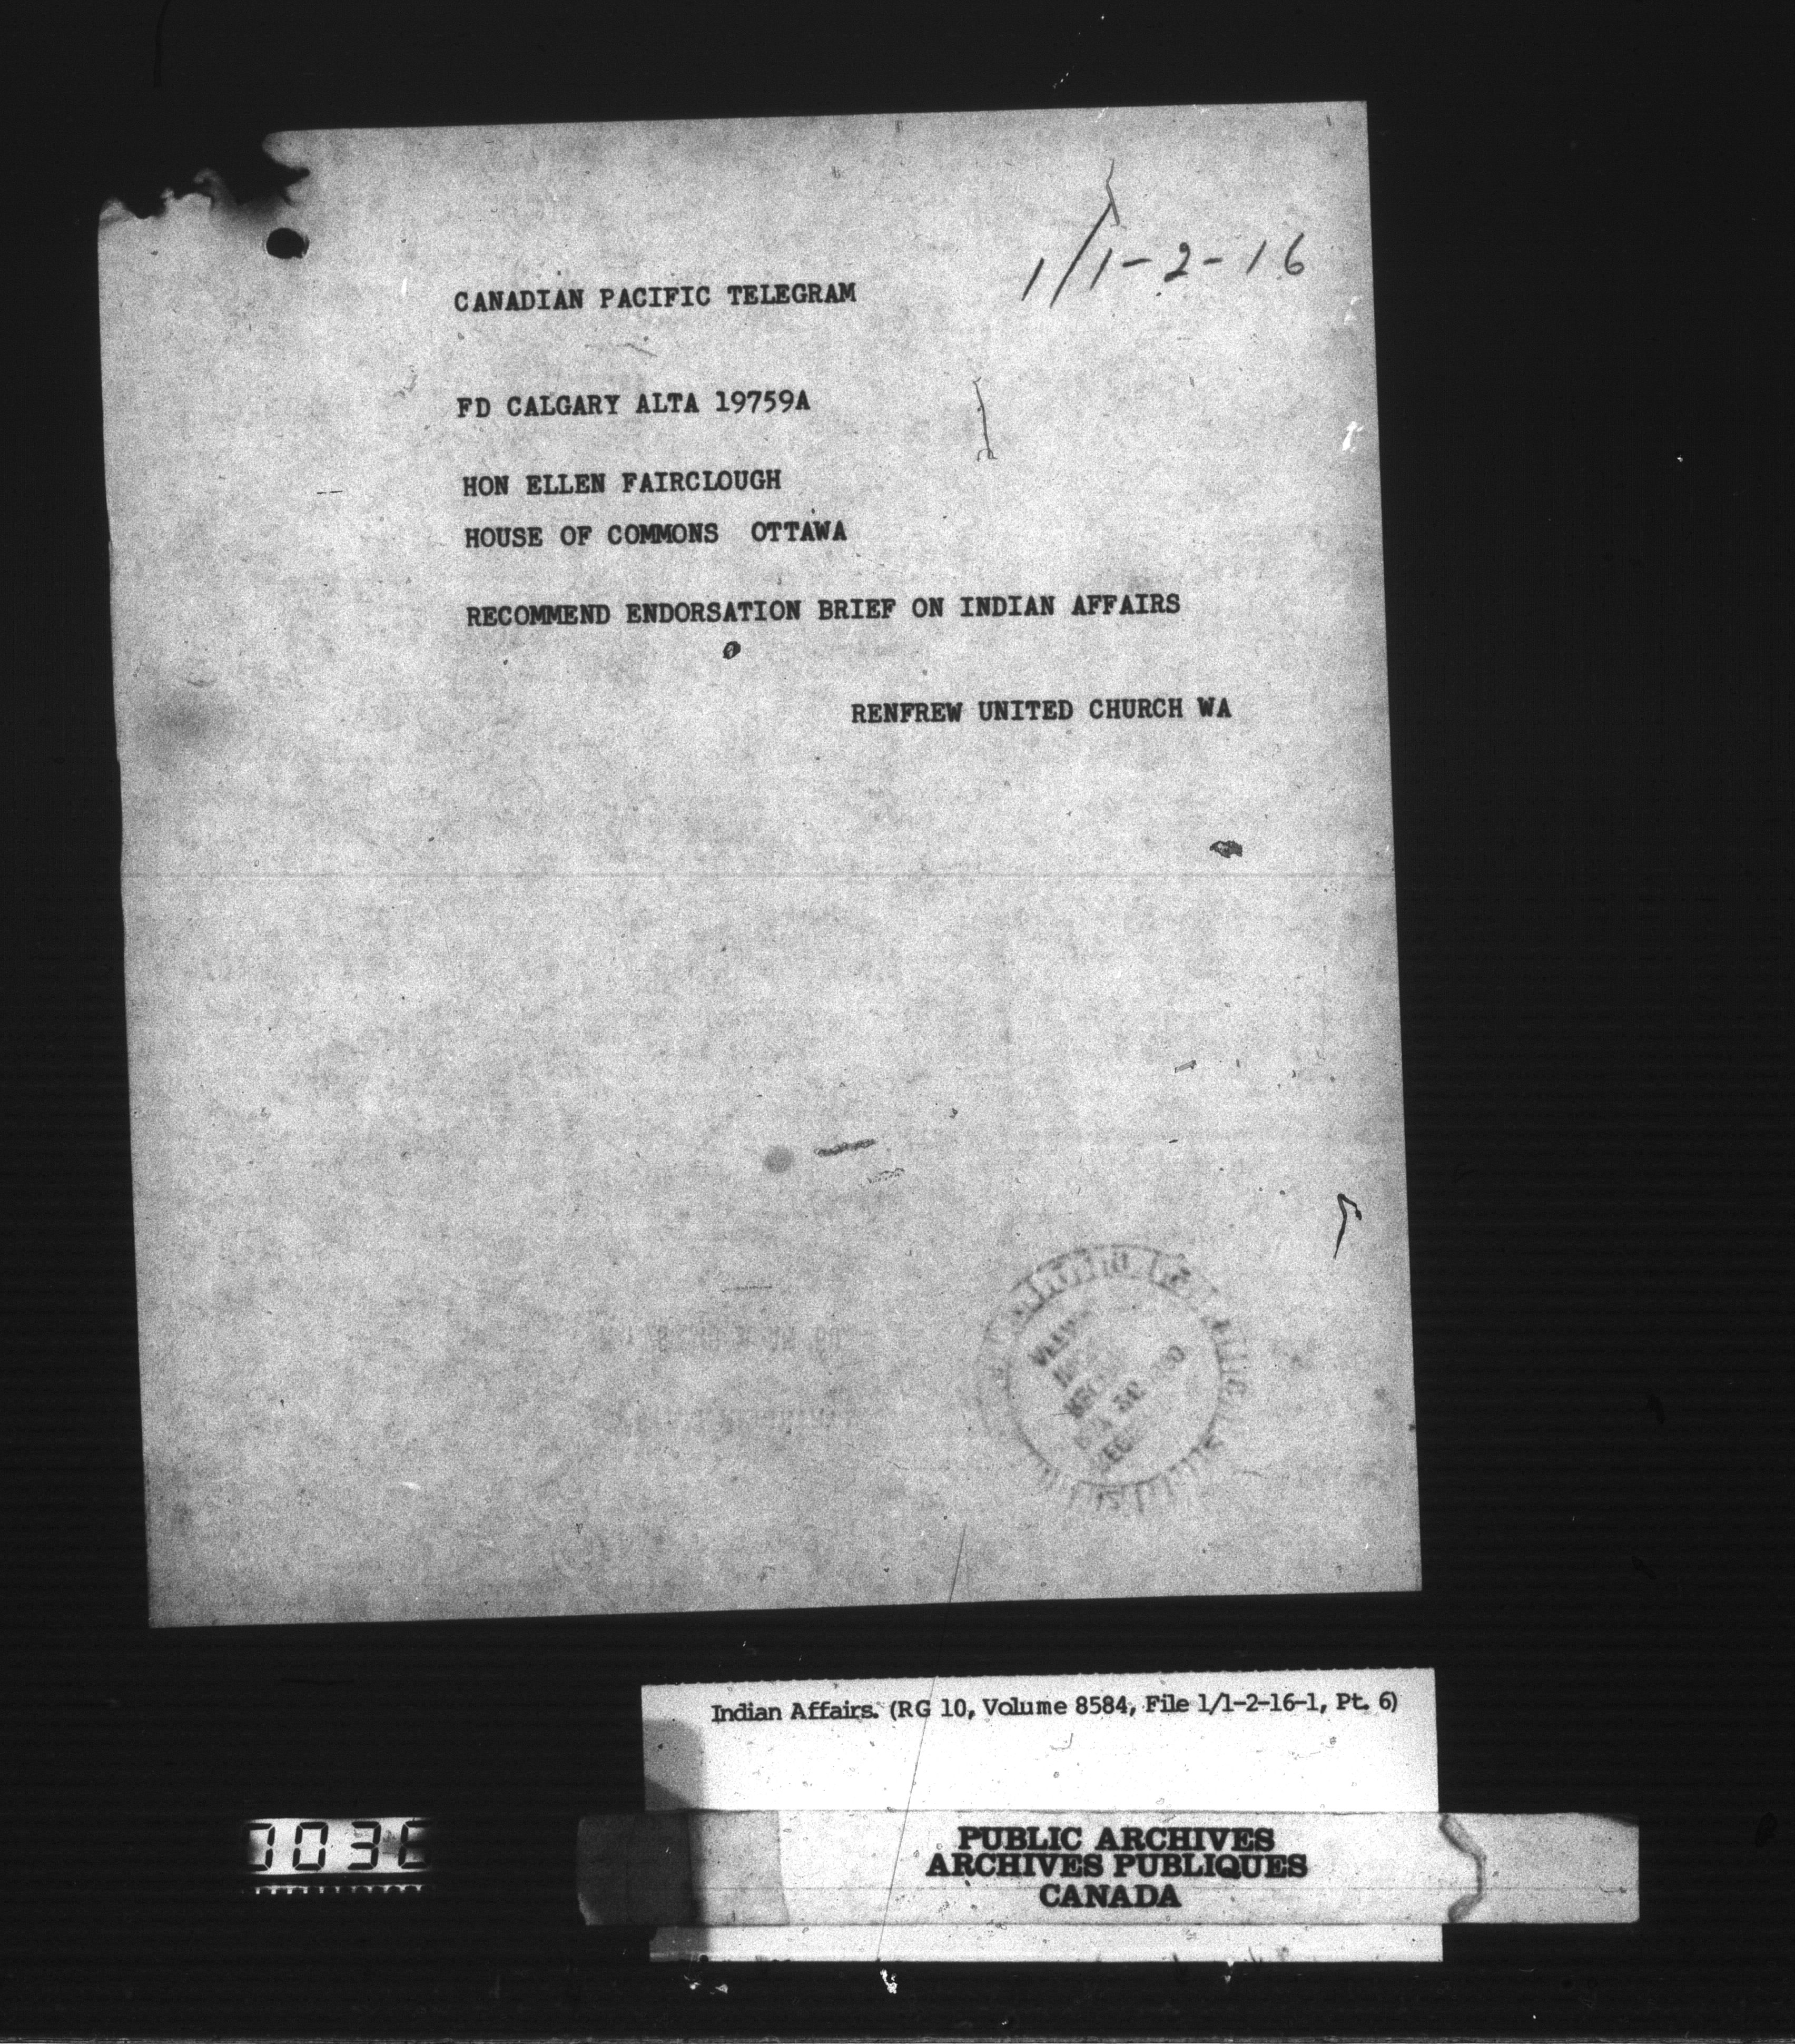 1/1-2-16
CANADIAN PACIFIC TELEGRAM
FD CALGARY ALTA 19759A
HON ELLEN FAIRCLOUGH
HOUSE OF COMMONS OTTAWA
RECOMMEND ENDORSATION BRIEF ON INDIAN AFFAIRS
RENFREW UNITED CHURCH WA
Indian Affairs. (RG 10, Volume 8584, File 1/1-2-16-1, Pt. 6)
PUBLIC ARCHIVES
ARCHIVES PUBLIQUES
CANADA